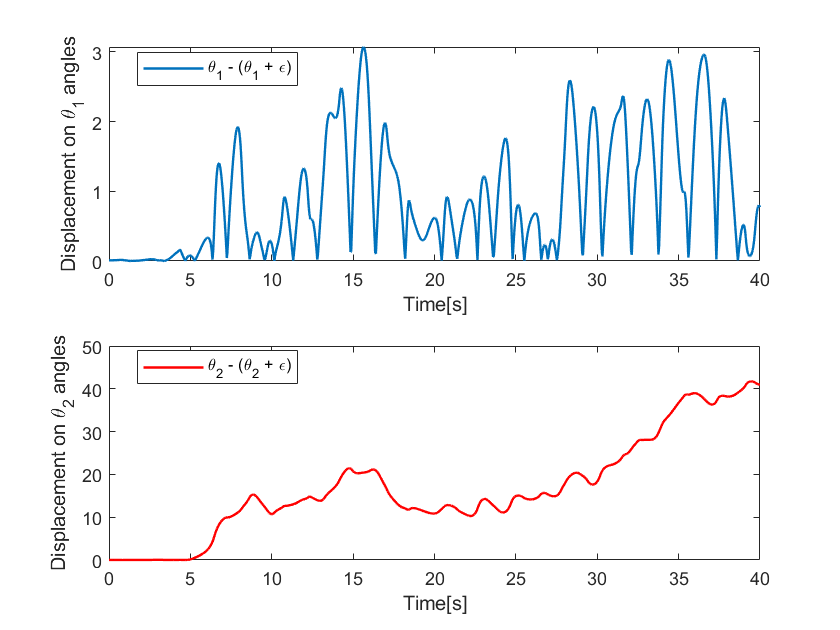 Displacement on θ₁ angles
3
2
1
0
θ₁ - (θ₁ + ϵ)
0 5 10 15 20 25 30 35 40
Time[s]
Displacement on θ₂ angles
50
40
30
20
10
0
θ₂ - (θ₂ + ϵ)
0 5 10 15 20 25 30 35 40
Time[s]